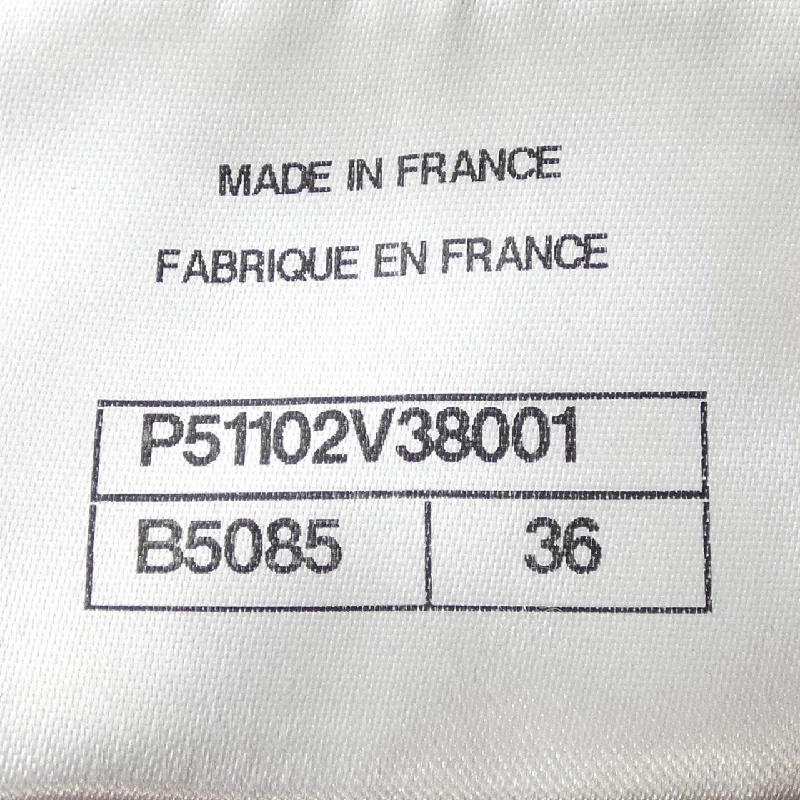 MADE IN FRANCE
FABRIQUE EN FRANCE
P51102V38001
B5085 36